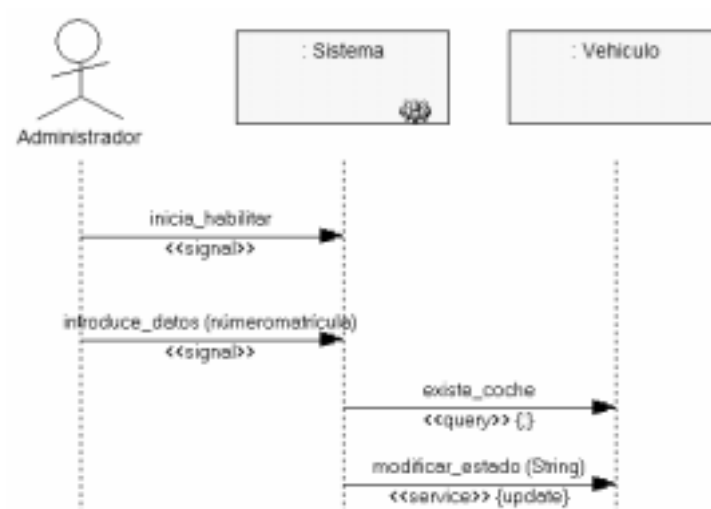 : Sistema
: Vehiculo
Administrador
inicia_habilitar
<<signal>>
introduce_datos (númeromatrícula)
<<signal>>
existe_coche
<<query>> {:}
modificar_estado (String)
<<service>> {update}